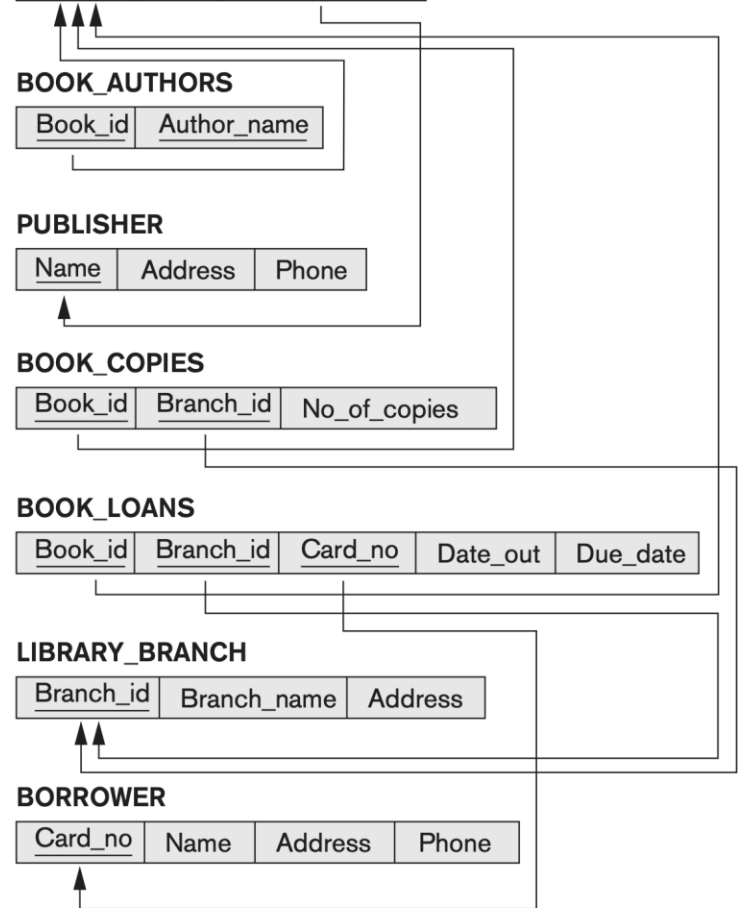 BOOK_AUTHORS
Book_id Author_name
PUBLISHER
Name Address Phone
BOOK_COPIES
Book_id Branch_id No_of_copies
BOOK_LOANS
Book_id Branch_id Card_no Date_out Due_date
LIBRARY_BRANCH
Branch_id Branch_name Address
BORROWER
Card_no Name Address Phone